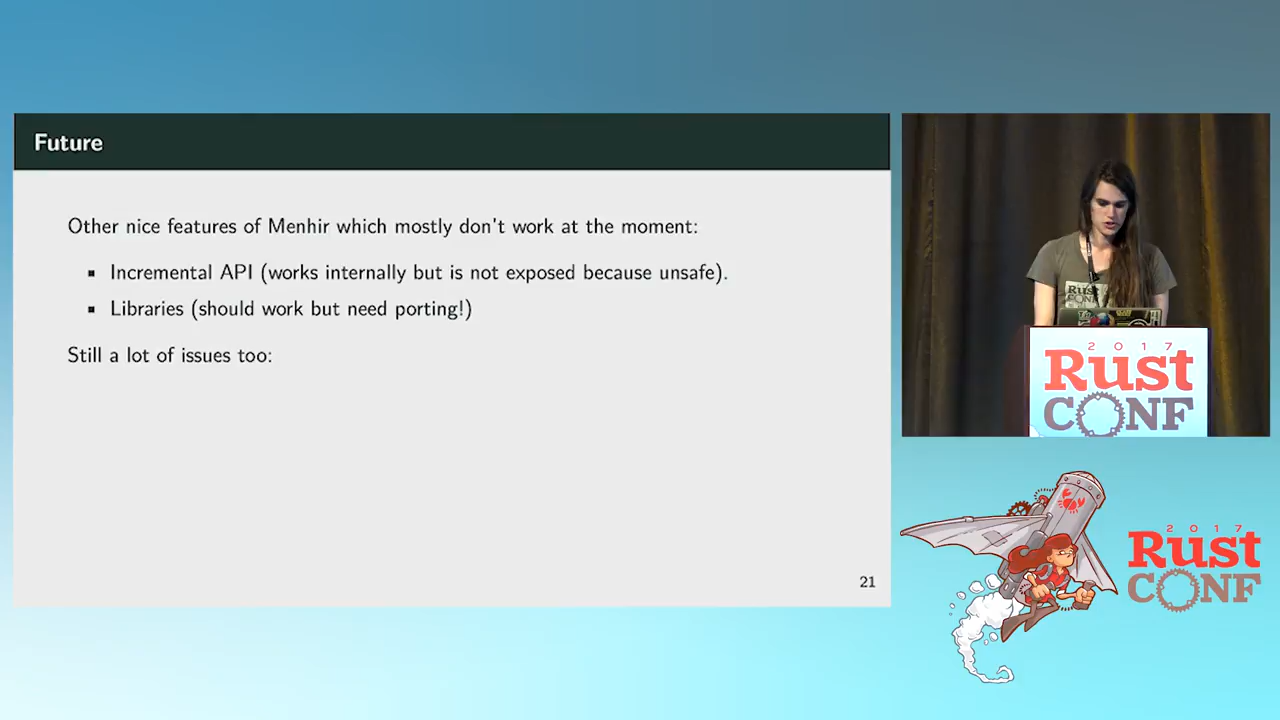 Future
Other nice features of Menhir which mostly don't work at the moment:
▪ Incremental API (works internally but is not exposed because unsafe).
▪ Libraries (should work but need porting!)
Still a lot of issues too:
21
Rust
CONF
2017
Rust
CONF
2017
Rust
CONF